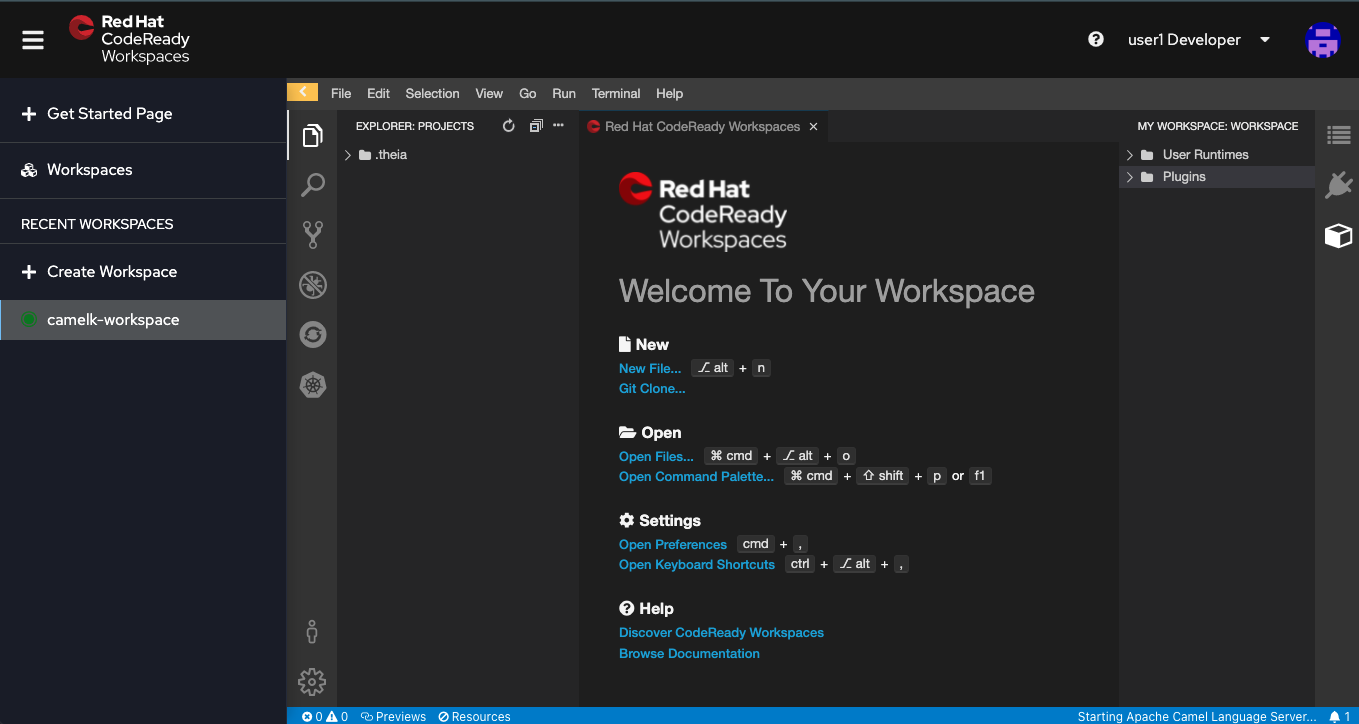 Red Hat
CodeReady
Workspaces
user1 Developer
Get Started Page
Workspaces
RECENT WORKSPACES
Create Workspace
camelk-workspace
File Edit Selection View Go Run Terminal Help
EXPLORER: PROJECTS
.theia
Red Hat CodeReady Workspaces
Red Hat
CodeReady
Workspaces
Welcome To Your Workspace
New
New File... ⌥ alt + n
Git Clone...
Open
Open Files... ⌘ cmd + ⌥ alt + o
Open Command Palette... ⌘ cmd + ⇧ shift + p or f1
Settings
Open Preferences cmd + ,
Open Keyboard Shortcuts ctrl + ⌥ alt + ,
Help
Discover CodeReady Workspaces
Browse Documentation
MY WORKSPACE: WORKSPACE
User Runtimes
Plugins
0 0 Previews Resources Starting Apache Camel Language Server... 1